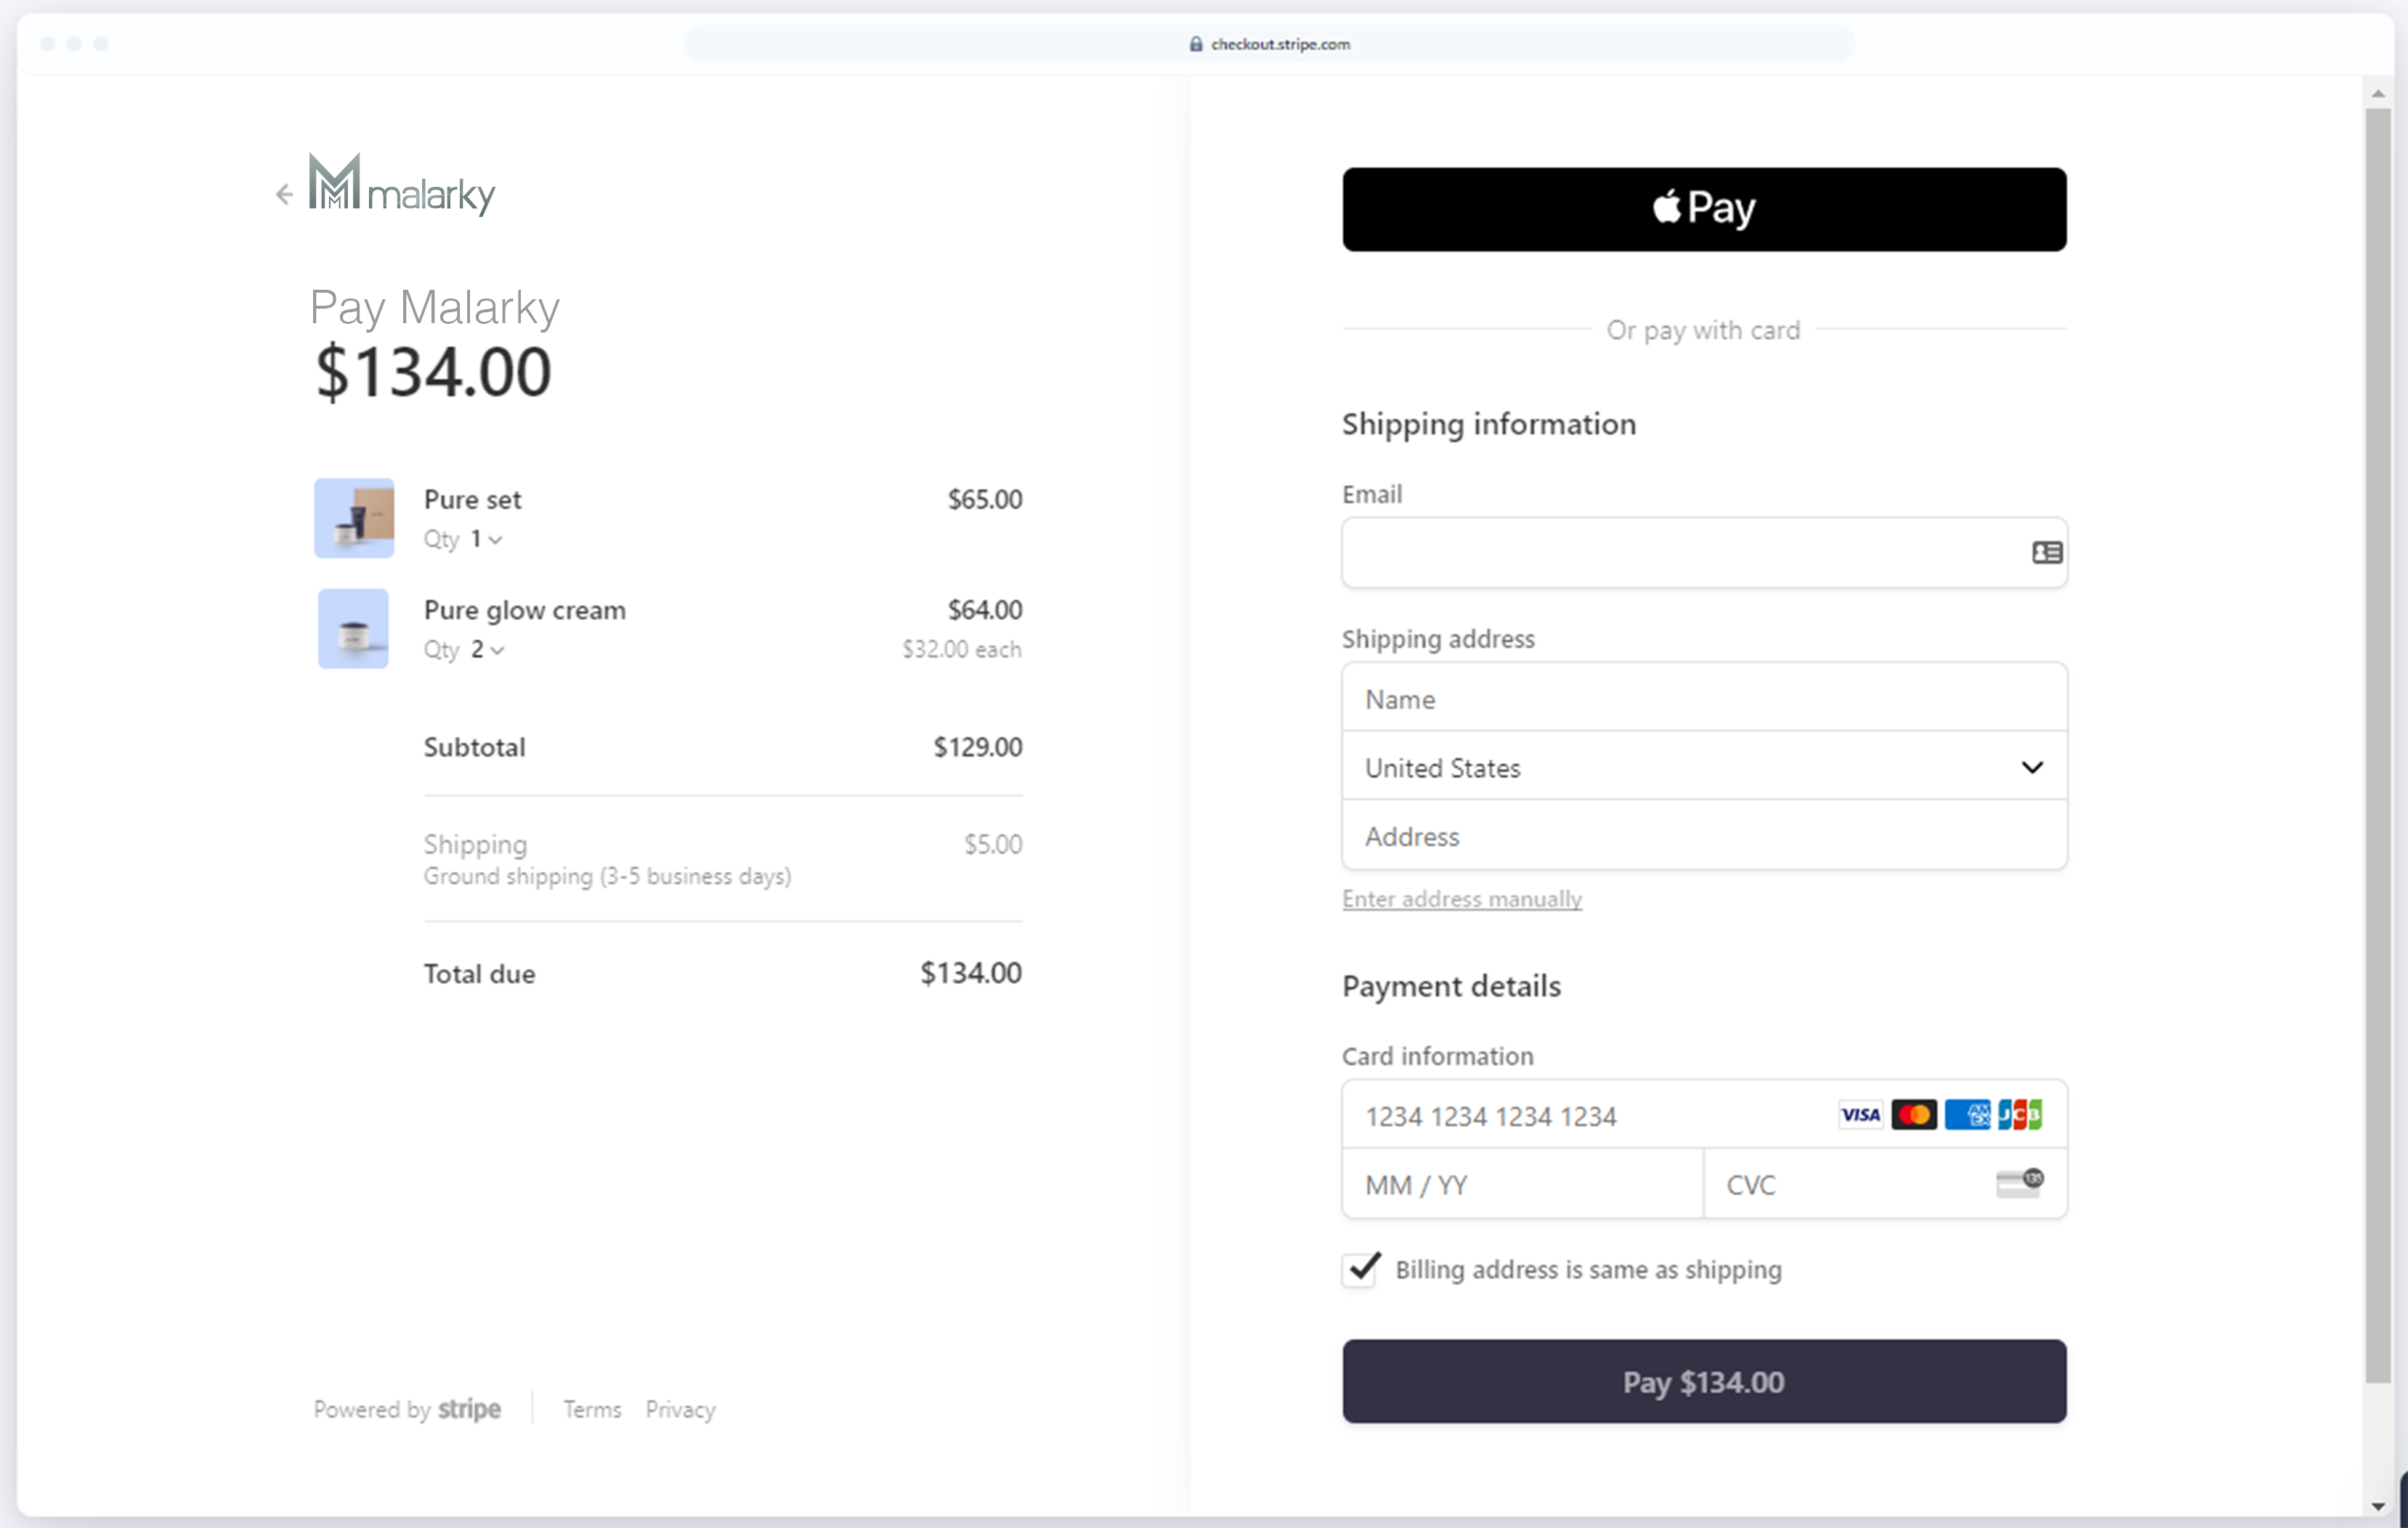 checkout.stripe.com
malarky
Pay Malarky
$134.00
Pure set $65.00
Qty 1
Pure glow cream $64.00
Qty 2 $32.00 each
Subtotal $129.00
Shipping $5.00
Ground shipping (3-5 business days)
Total due $134.00
Powered by stripe Terms Privacy
Pay
Or pay with card
Shipping information
Email
Shipping address
Name
United States
Address
Enter address manually
Payment details
Card information
1234 1234 1234 1234 VISA AMEX JCB
MM / YY CVC 135
Billing address is same as shipping
Pay $134.00